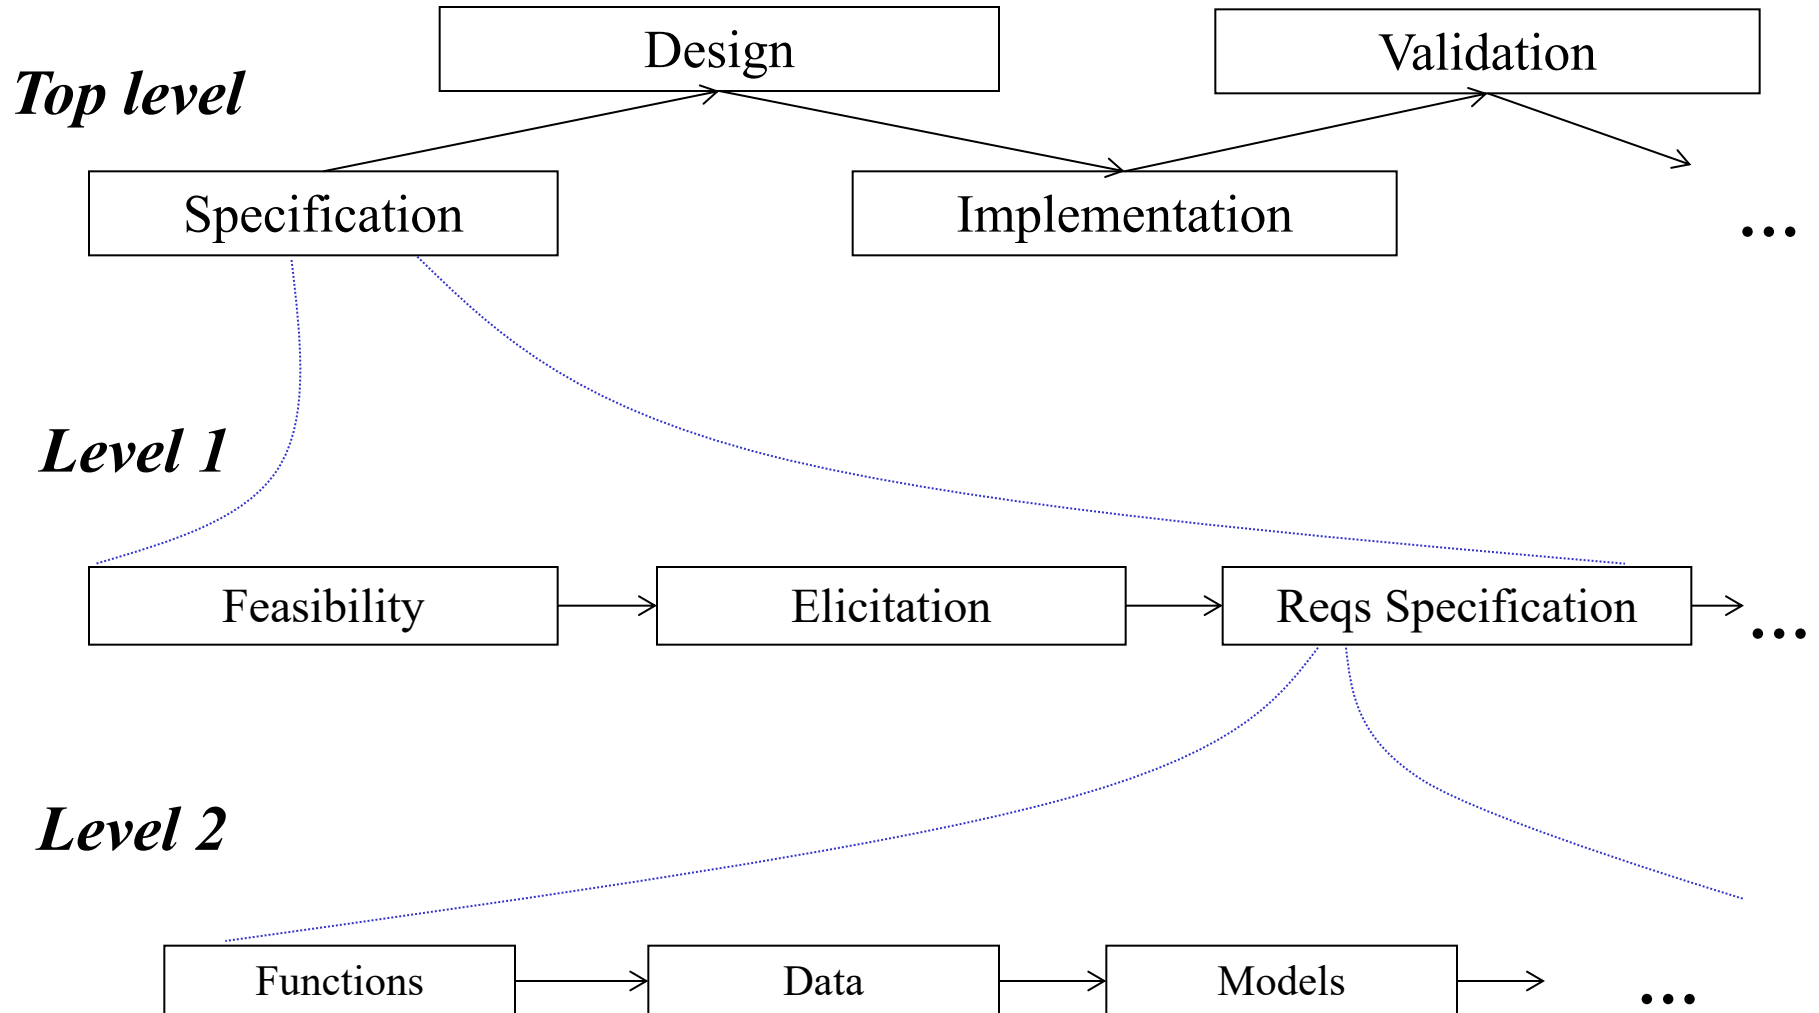 Design
Validation
Top level
Specification
Implementation
...
Level 1
Feasibility
Elicitation
Reqs Specification
...
Level 2
Functions
Data
Models
...